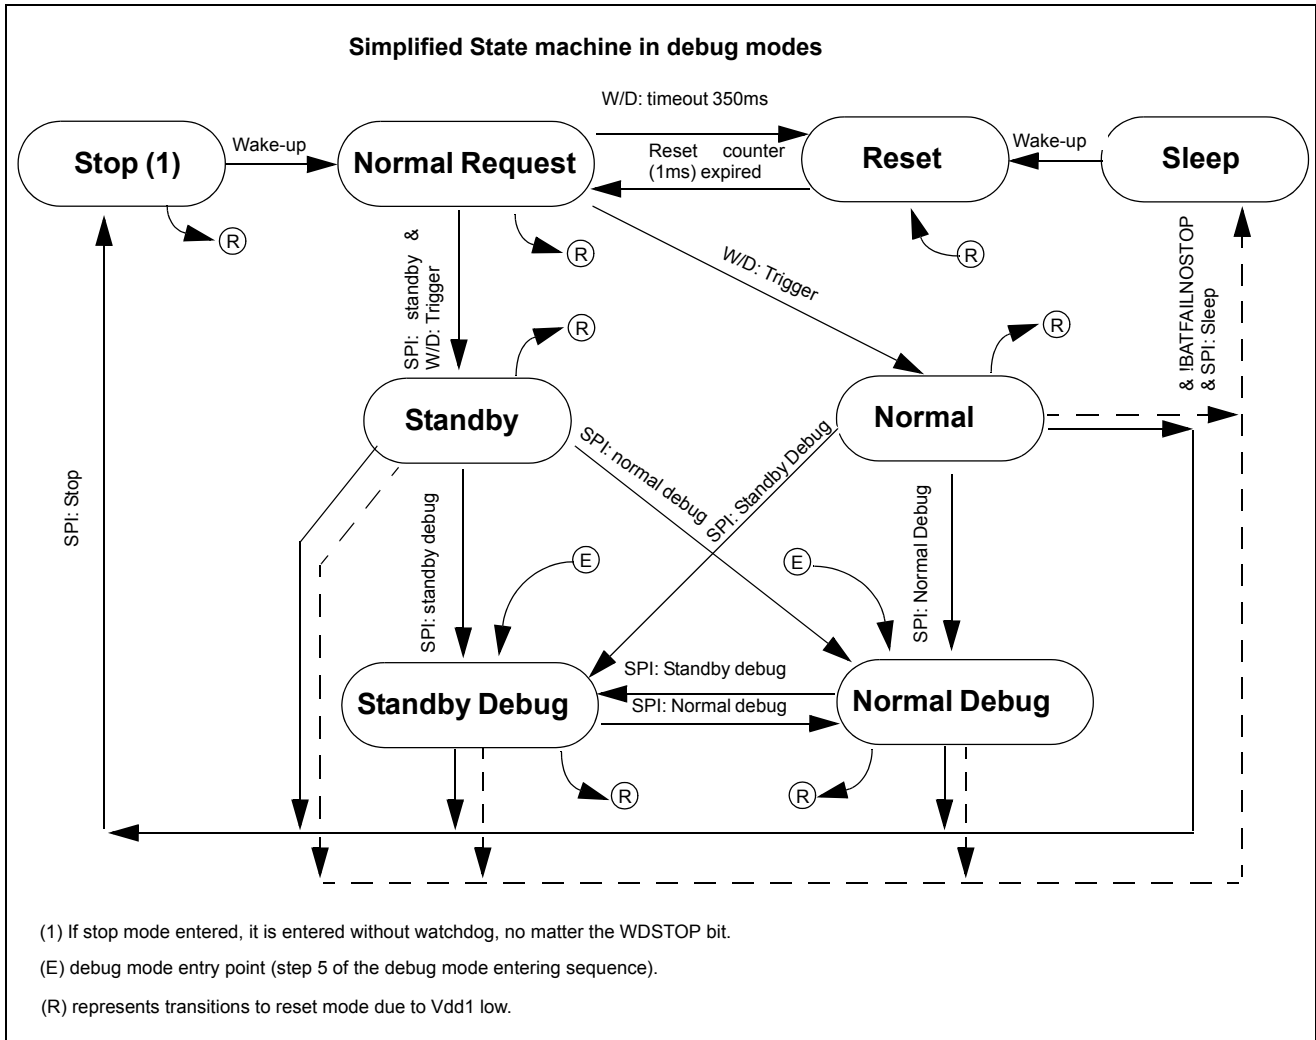 Simplified State machine in debug modes
W/D: timeout 350ms
Stop (1)
Wake-up
Normal Request
Reset counter
(1ms) expired
Reset
Wake-up
Sleep
R
R
R
SPI: standby &
W/D: Trigger
W/D: Trigger
& !BATFAILNOSTOP
& SPI: Sleep
R
R
Standby
Normal
SPI: Stop
SPI: normal debug
SPI: Standby Debug
SPI: standby debug
SPI: Normal Debug
E
E
SPI: Standby debug
Standby Debug
SPI: Normal debug
Normal Debug
R
R
(1) If stop mode entered, it is entered without watchdog, no matter the WDSTOP bit.
(E) debug mode entry point (step 5 of the debug mode entering sequence).
(R) represents transitions to reset mode due to Vdd1 low.